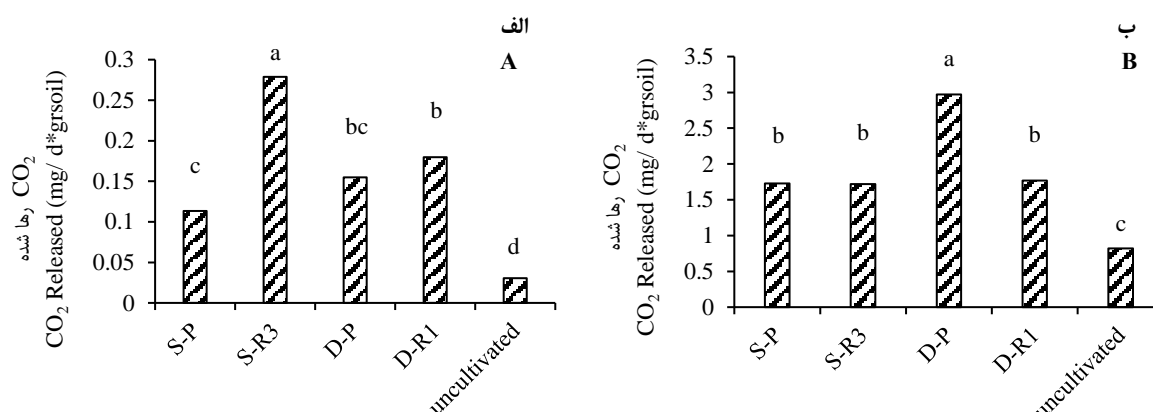 الف
A
CO2 رها شده
CO2 Released (mg/ d*grsoil)
0.3
0.25
0.2
0.15
0.1
0.05
0
c
a
bc
b
d
S-P
S-R3
D-P
D-R1
uncultivated
ب
B
CO2 رها شده
CO2 Released (mg/ d*grsoil)
3.5
3
2.5
2
1.5
1
0.5
0
b
b
a
b
c
S-P
S-R3
D-P
D-R1
uncultivated